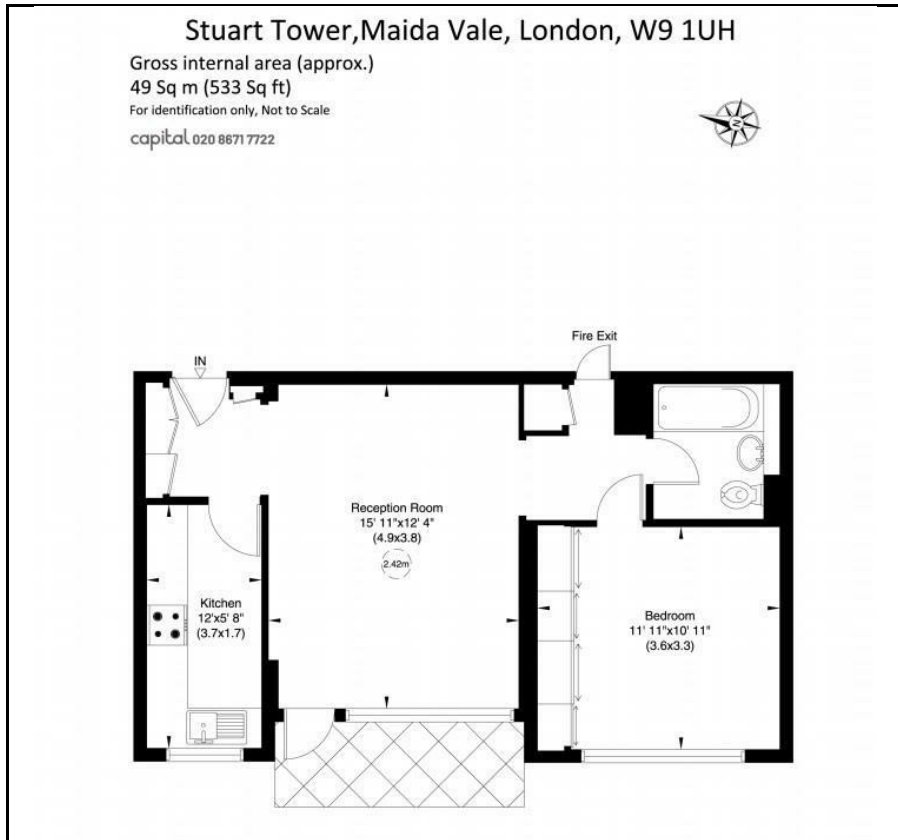 Stuart Tower,Maida Vale, London, W9 1UH
Gross internal area (approx.)
49 Sq m (533 Sq ft)
For identification only, Not to Scale
capital 020 8671 7722
N
Fire Exit
IN
Reception Room
15' 11"x12' 4"
(4.9x3.8)
2.42m
Kitchen
12'x5' 8"
(3.7x1.7)
Bedroom
11' 11"x10' 11"
(3.6x3.3)